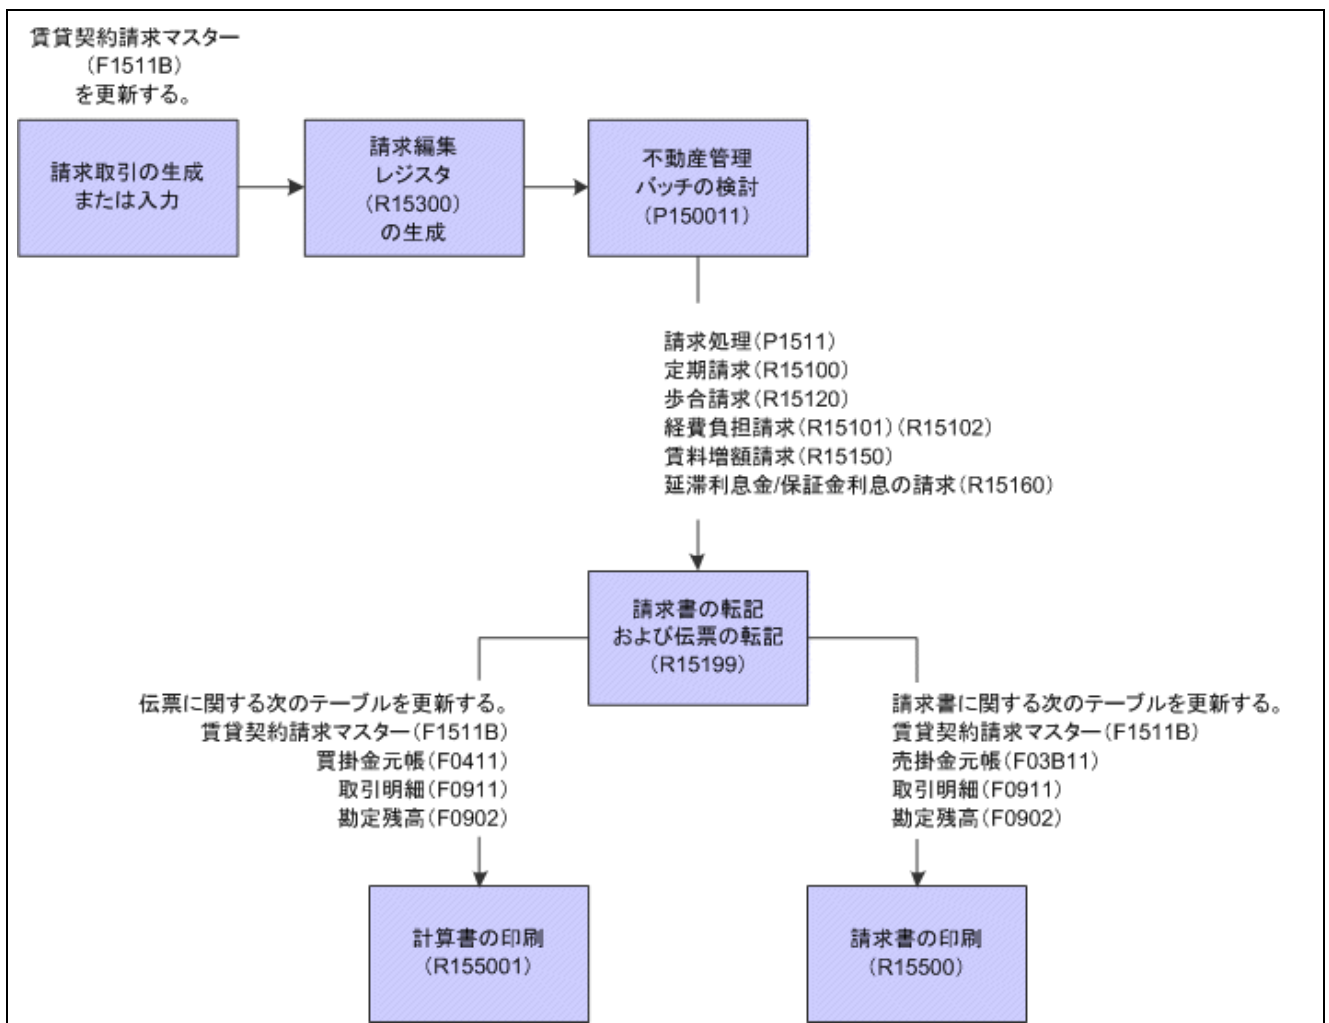 賃貸契約請求マスター
(F1511B)
を更新する。
請求取引の生成
または入力
請求編集
レジスタ
(R15300)
の生成
不動産管理
バッチの検討
(P150011)
請求処理(P1511)
定期請求(R15100)
歩合請求(R15120)
経費負担請求(R15101)(R15102)
賃料増額請求(R15150)
延滞利息金/保証金利息の請求(R15160)
請求書の転記
および伝票の転記
(R15199)
伝票に関する次のテーブルを更新する。
賃貸契約請求マスター(F1511B)
買掛金元帳(F0411)
取引明細(F0911)
勘定残高(F0902)
請求書に関する次のテーブルを更新する。
賃貸契約請求マスター(F1511B)
売掛金元帳(F03B11)
取引明細(F0911)
勘定残高(F0902)
計算書の印刷
(R155001)
請求書の印刷
(R15500)